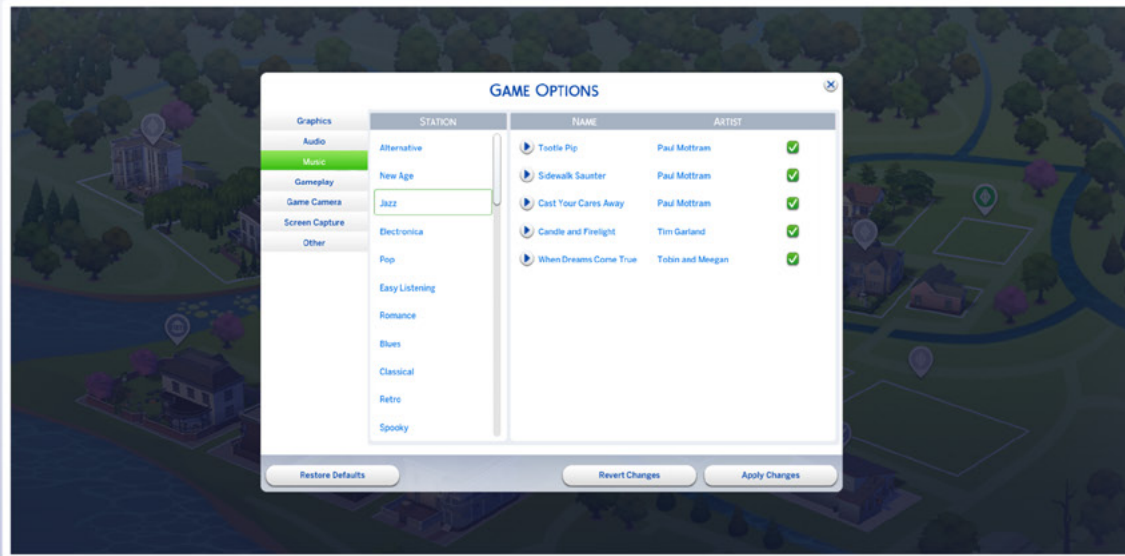 GAME OPTIONS
Graphics
Audio
Music
Gameplay
Game Camera
Screen Capture
Other
STATION
Alternative
New Age
Jazz
Electronica
Pop
Easy Listening
Romance
Blues
Classical
Retro
Spooky
NAME ARTIST
Tootle Pip Paul Mottram
Sidewalk Saunter Paul Mottram
Cast Your Cares Away Paul Mottram
Candle and Firelight Tim Garland
When Dreams Come True Tobin and Meegan
Restore Defaults Revert Changes Apply Changes